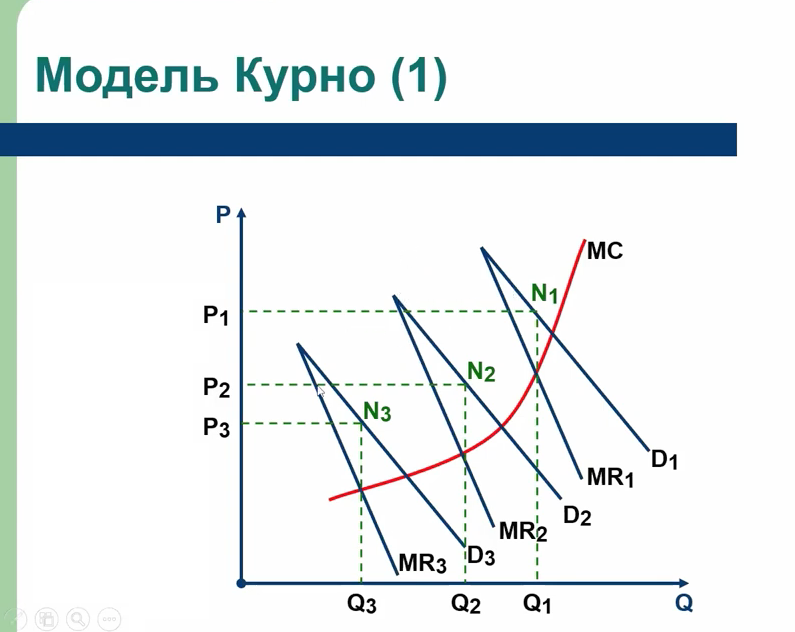 Модель Курно (1)
P
MC
N1
P1
N2
P2
N3
P3
D1
MR1
D2
MR2
D3
MR3
Q3 Q2 Q1 Q